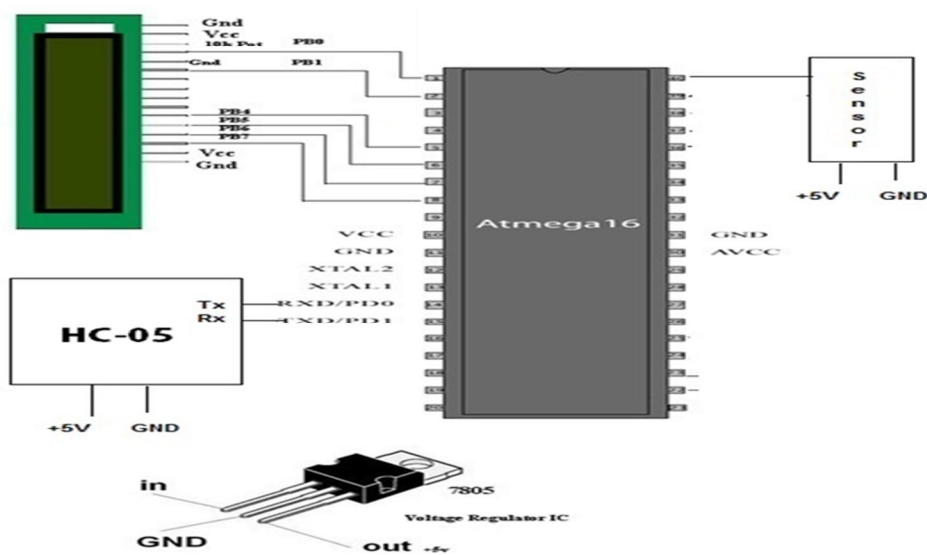 Gnd
Vcc
10k Pot PB0
Gnd PB1
PB4
PB5
PB6
PB7
Vcc
Gnd
Sensor
+5V GND
Atmega16
VCC
GND
XTAL2
XTAL1
RXD/PD0
TXD/PD1
GND
AVCC
Tx
Rx
HC-05
+5V GND
in
GND
out +5v
7805
Voltage Regulator IC